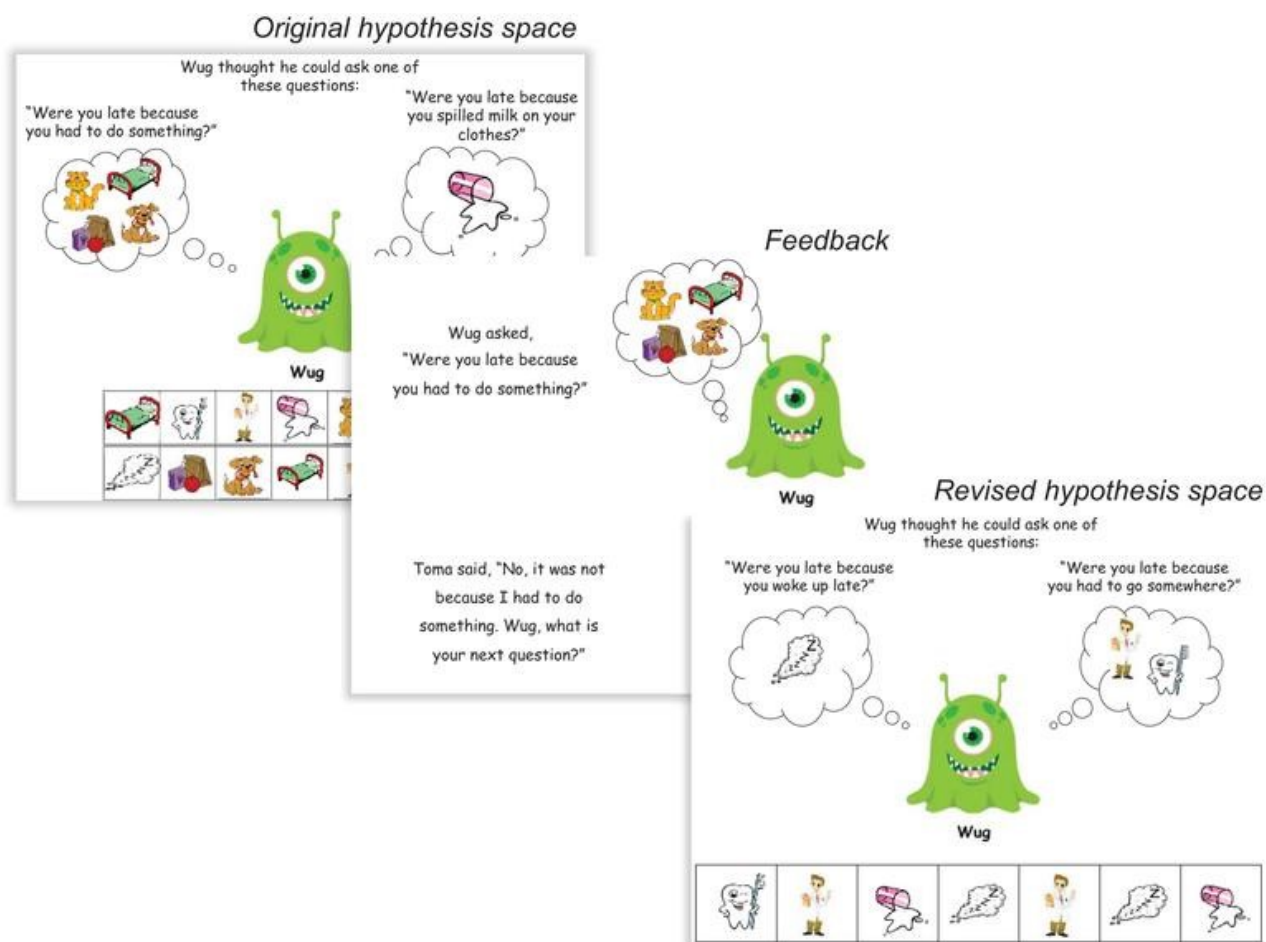 Original hypothesis space
Wug thought he could ask one of
these questions:
"Were you late because
you had to do something?"
"Were you late because
you spilled milk on your
clothes?"
Wug
Feedback
Wug asked,
"Were you late because
you had to do something?"
Wug
Toma said, "No, it was not
because I had to do
something. Wug, what is
your next question?"
Revised hypothesis space
Wug thought he could ask one of
these questions:
"Were you late because
you woke up late?"
"Were you late because
you had to go somewhere?"
Wug